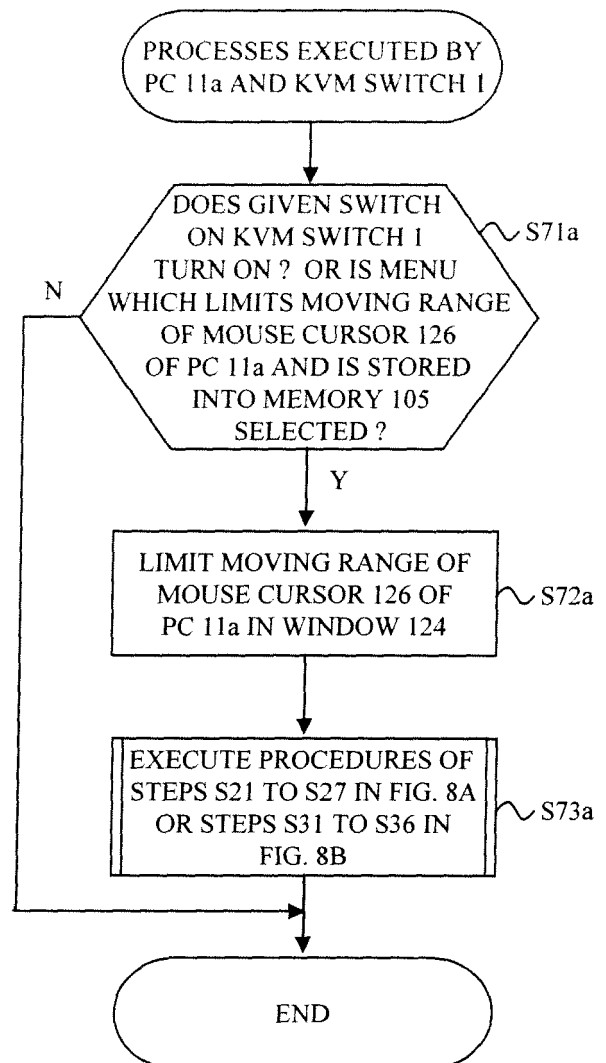 PROCESSES EXECUTED BY
PC 11a AND KVM SWITCH 1
DOES GIVEN SWITCH
ON KVM SWITCH 1
TURN ON ? OR IS MENU
WHICH LIMITS MOVING RANGE
OF MOUSE CURSOR 126
OF PC 11a AND IS STORED
INTO MEMORY 105
SELECTED ?
S71a
N
Y
LIMIT MOVING RANGE OF
MOUSE CURSOR 126 OF
PC 11a IN WINDOW 124
S72a
EXECUTE PROCEDURES OF
STEPS S21 TO S27 IN FIG. 8A
OR STEPS S31 TO S36 IN
FIG. 8B
S73a
END